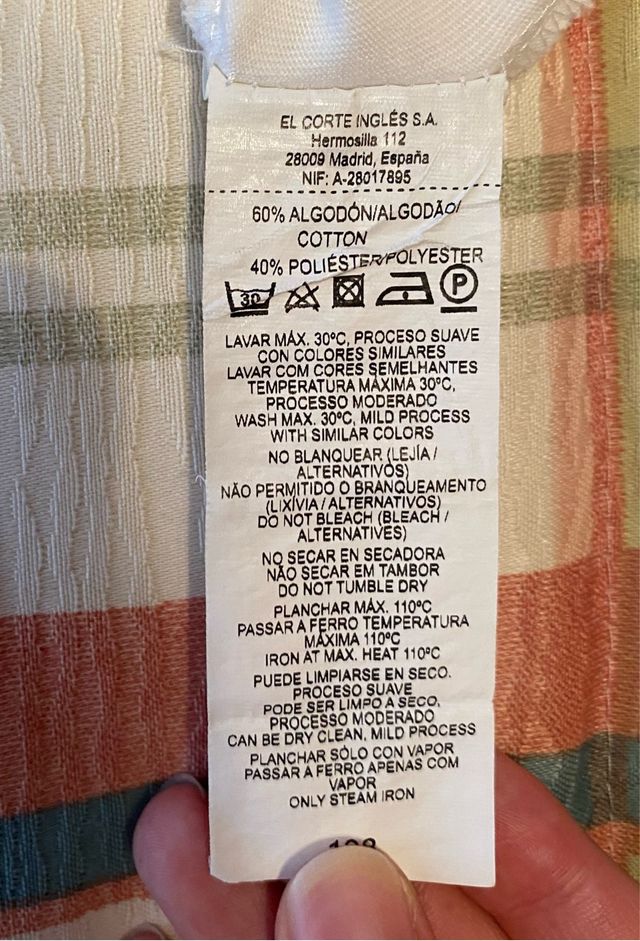 EL CORTE INGLÉS S.A.
Hermosilla 112
28009 Madrid, España
NIF: A-28017895
60% ALGODÓN/ALGODÃO/
COTTON
40% POLIÉSTER/POLYESTER
30 P
LAVAR MÁX. 30ºC, PROCESO SUAVE
CON COLORES SIMILARES
LAVAR COM CORES SEMELHANTES
TEMPERATURA MÁXIMA 30ºC,
PROCESSO MODERADO
WASH MAX. 30ºC, MILD PROCESS
WITH SIMILAR COLORS
NO BLANQUEAR (LEJÍA /
ALTERNATIVOS)
NÃO PERMITIDO O BRANQUEAMENTO
(LIXÍVIA / ALTERNATIVOS)
DO NOT BLEACH (BLEACH /
ALTERNATIVES)
NO SECAR EN SECADORA
NÃO SECAR EM TAMBOR
DO NOT TUMBLE DRY
PLANCHAR MÁX. 110ºC
PASSAR A FERRO TEMPERATURA
MÁXIMA 110ºC
IRON AT MAX. HEAT 110ºC
PUEDE LIMPIARSE EN SECO.
PROCESO SUAVE
PODE SER LIMPO A SECO,
PROCESSO MODERADO
CAN BE DRY CLEAN, MILD PROCESS
PLANCHAR SÓLO CON VAPOR
PASSAR A FERRO APENAS COM
VAPOR
ONLY STEAM IRON